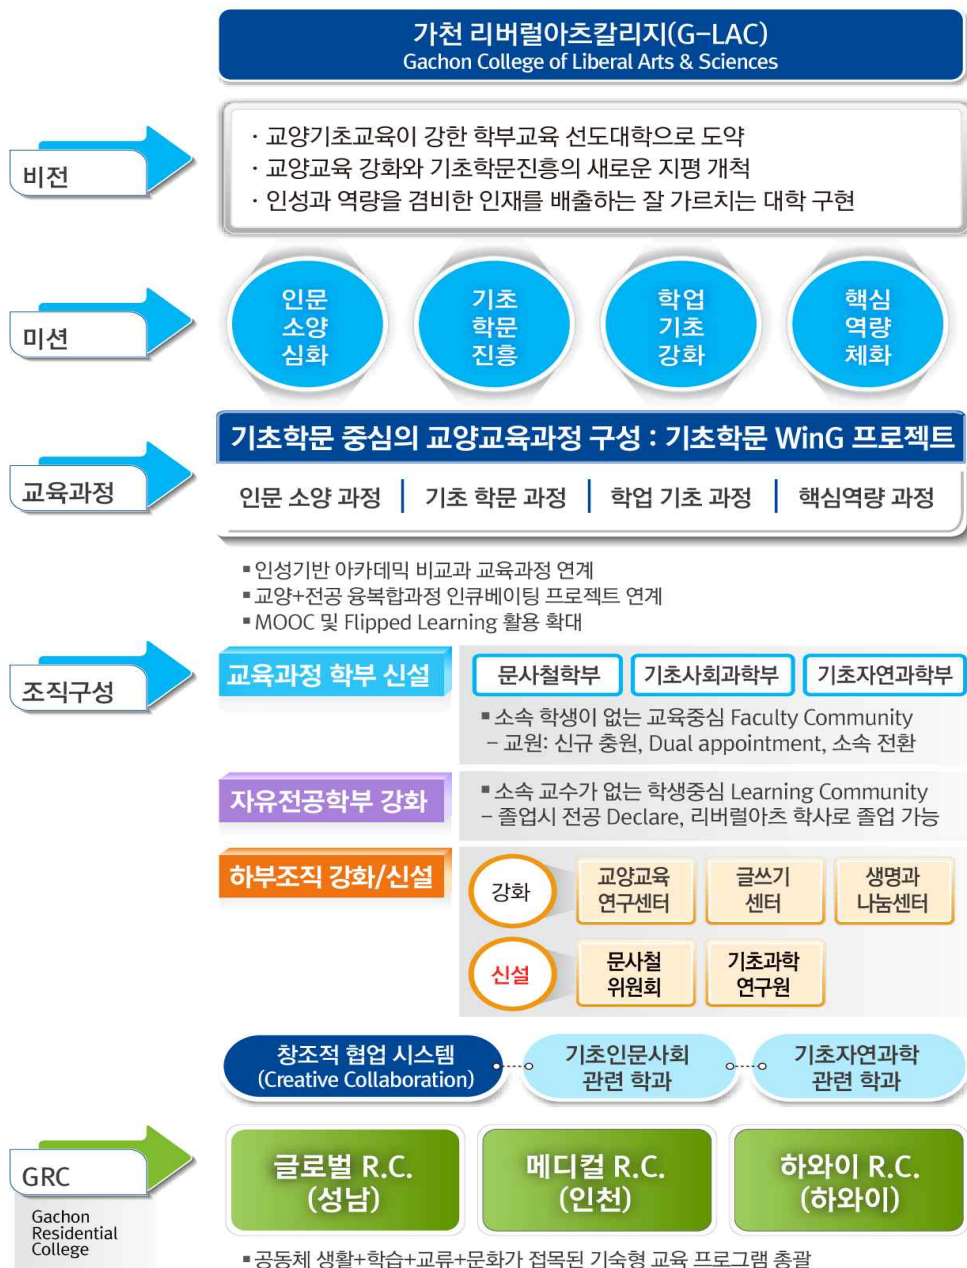 가천 리버럴아츠칼리지(G-LAC)
Gachon College of Liberal Arts & Sciences
비전
· 교양기초교육이 강한 학부교육 선도대학으로 도약
· 교양교육 강화와 기초학문진흥의 새로운 지평 개척
· 인성과 역량을 겸비한 인재를 배출하는 잘 가르치는 대학 구현
미션
인문
소양
심화
기초
학문
진흥
학업
기초
강화
핵심
역량
체화
교육과정
기초학문 중심의 교양교육과정 구성 : 기초학문 WinG 프로젝트
인문 소양 과정 | 기초 학문 과정 | 학업 기초 과정 | 핵심역량 과정
▪ 인성기반 아카데믹 비교과 교육과정 연계
▪ 교양+전공 융복합과정 인큐베이팅 프로젝트 연계
▪ MOOC 및 Flipped Learning 활용 확대
조직구성
교육과정 학부 신설
문사철학부
기초사회과학부
기초자연과학부
▪ 소속 학생이 없는 교육중심 Faculty Community
– 교원: 신규 충원, Dual appointment, 소속 전환
자유전공학부 강화
▪ 소속 교수가 없는 학생중심 Learning Community
– 졸업시 전공 Declare, 리버럴아츠 학사로 졸업 가능
하부조직 강화/신설
강화
교양교육
연구센터
글쓰기
센터
생명과
나눔센터
신설
문사철
위원회
기초과학
연구원
창조적 협업 시스템
(Creative Collaboration)
기초인문사회
관련 학과
기초자연과학
관련 학과
GRC
Gachon
Residential
College
글로벌 R.C.
(성남)
메디컬 R.C.
(인천)
하와이 R.C.
(하와이)
▪ 공동체 생활+학습+교류+문화가 접목된 기숙형 교육 프로그램 총괄